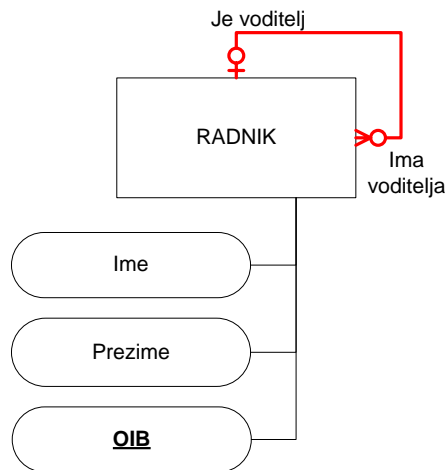 Je voditelj
RADNIK
Ima
voditelja
Ime
Prezime
OIB